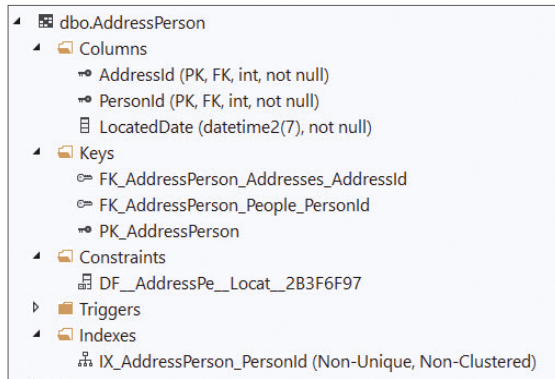 dbo.AddressPerson
Columns
AddressId (PK, FK, int, not null)
PersonId (PK, FK, int, not null)
LocatedDate (datetime2(7), not null)
Keys
FK_AddressPerson_Addresses_AddressId
FK_AddressPerson_People_PersonId
PK_AddressPerson
Constraints
DF__AddressPe__Locat__2B3F6F97
Triggers
Indexes
IX_AddressPerson_PersonId (Non-Unique, Non-Clustered)